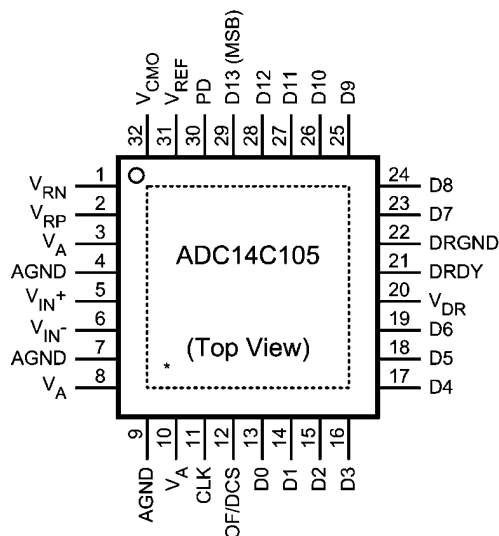 V_CMO
V_REF
PD
D13 (MSB)
D12
D11
D10
D9
32
31
30
29
28
27
26
25
V_RN 1
V_RP 2
V_A 3
AGND 4
V_IN+ 5
V_IN- 6
AGND 7
V_A 8
ADC14C105
(Top View)
*
24 D8
23 D7
22 DRGND
21 DRDY
20 V_DR
19 D6
18 D5
17 D4
9
10
11
12
13
14
15
16
AGND
V_A
CLK
OF/DCS
D0
D1
D2
D3